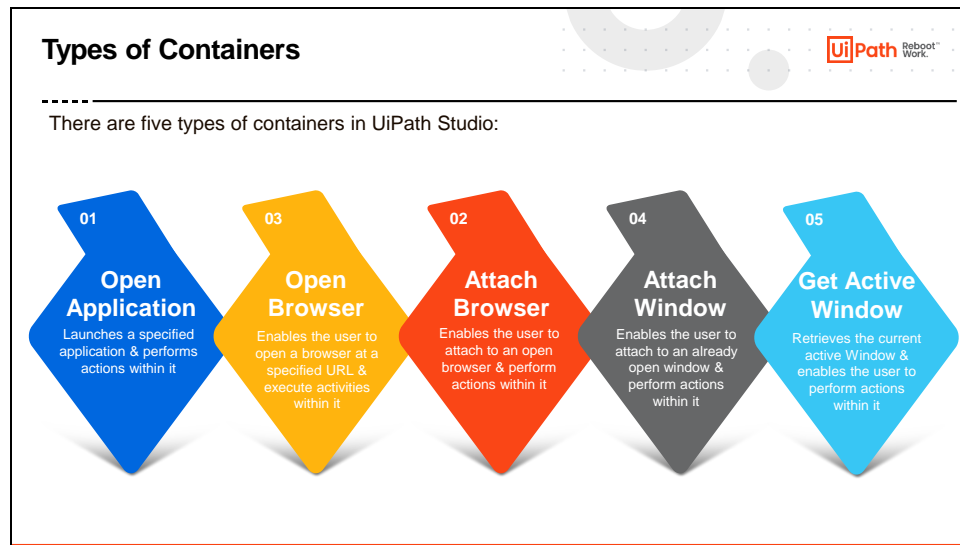 Types of Containers
UiPath Reboot™
Work.
There are five types of containers in UiPath Studio:
01
Open
Application
Launches a specified
application & performs
actions within it
03
Open
Browser
Enables the user to
open a browser at a
specified URL &
execute activities
within it
02
Attach
Browser
Enables the user to
attach to an open
browser & perform
actions within it
04
Attach
Window
Enables the user to
attach to an already
open window &
perform actions
within it
05
Get Active
Window
Retrieves the current
active Window &
enables the user to
perform actions
within it